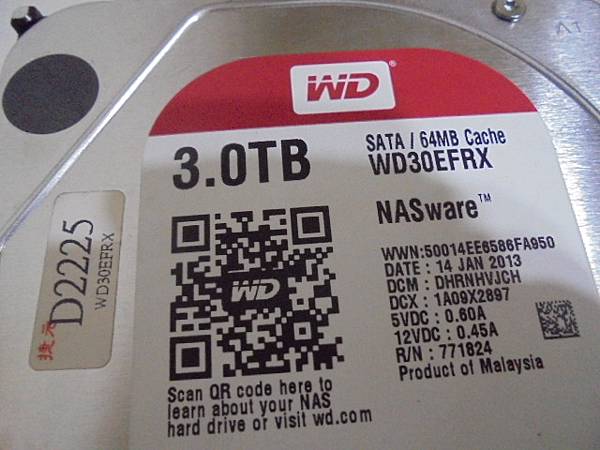 WD®
3.0TB
SATA / 64MB Cache
WD30EFRX
NASware™
WWN:50014EE6586FA950
DATE : 14 JAN 2013
DCM : DHRNHVJCH
DCX : 1A09X2897
5VDC : 0.60A
12VDC : 0.45A
R/N : 771824
Product of Malaysia
WD
Scan QR code here to
learn about your NAS
hard drive or visit wd.com
捷元
D2225
WD30EFRX